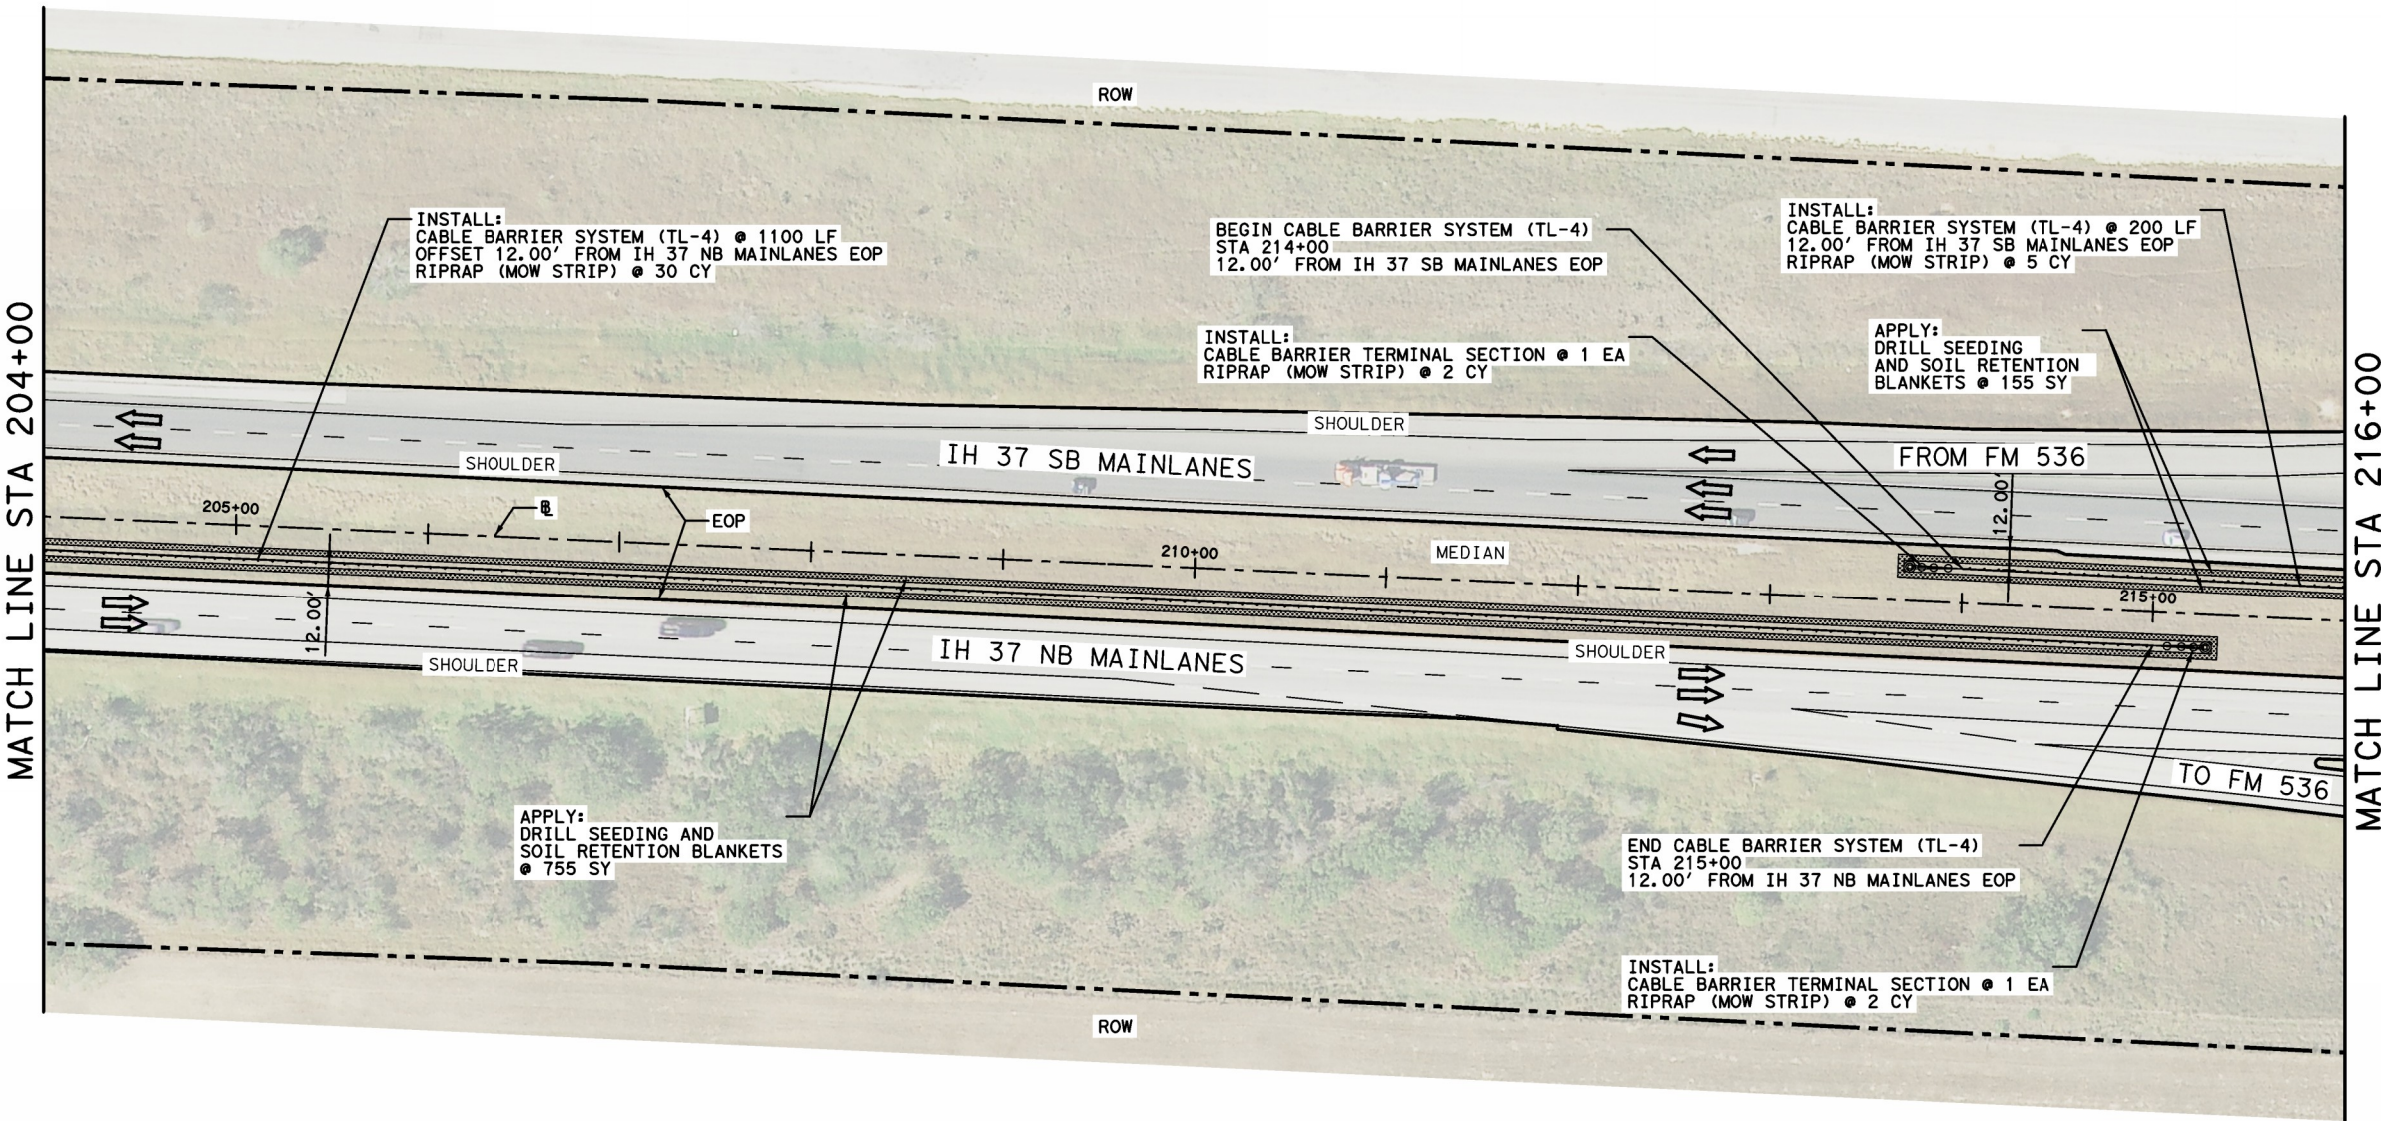 ROW
INSTALL:
CABLE BARRIER SYSTEM (TL-4) @ 1100 LF
OFFSET 12.00' FROM IH 37 NB MAINLANES EOP
RIPRAP (MOW STRIP) @ 30 CY
BEGIN CABLE BARRIER SYSTEM (TL-4)
STA 214+00
12.00' FROM IH 37 SB MAINLANES EOP
INSTALL:
CABLE BARRIER SYSTEM (TL-4) @ 200 LF
12.00' FROM IH 37 SB MAINLANES EOP
RIPRAP (MOW STRIP) @ 5 CY
INSTALL:
CABLE BARRIER TERMINAL SECTION @ 1 EA
RIPRAP (MOW STRIP) @ 2 CY
APPLY:
DRILL SEEDING
AND SOIL RETENTION
BLANKETS @ 155 SY
MATCH LINE STA 204+00
MATCH LINE STA 216+00
SHOULDER
IH 37 SB MAINLANES
FROM FM 536
SHOULDER
12.00'
205+00
BL
EOP
210+00
MEDIAN
215+00
12.00'
IH 37 NB MAINLANES
SHOULDER
SHOULDER
TO FM 536
APPLY:
DRILL SEEDING AND
SOIL RETENTION BLANKETS
@ 755 SY
END CABLE BARRIER SYSTEM (TL-4)
STA 215+00
12.00' FROM IH 37 NB MAINLANES EOP
INSTALL:
CABLE BARRIER TERMINAL SECTION @ 1 EA
RIPRAP (MOW STRIP) @ 2 CY
ROW